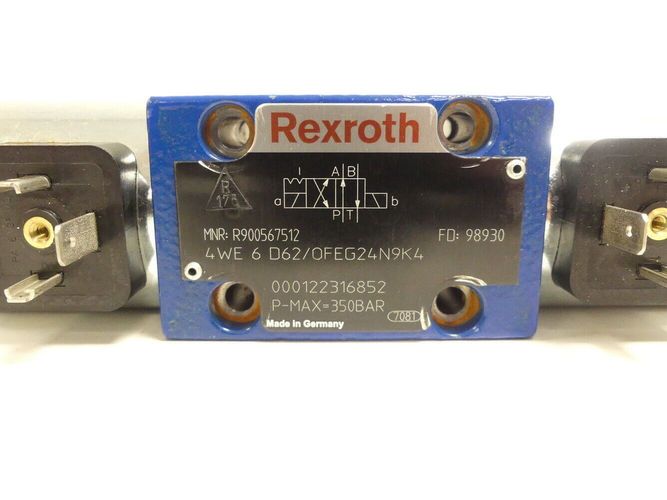 Rexroth
R
175
A B
a b
P T
MNR: R900567512 FD: 98930
4WE 6 D62/OFEG24N9K4
000122316852
P-MAX=350BAR
Made in Germany 7081